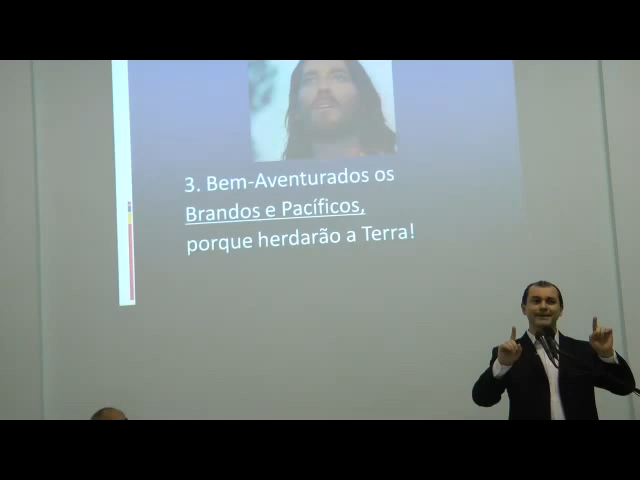 3. Bem-Aventurados os
Brandos e Pacíficos,
porque herdarão a Terra!